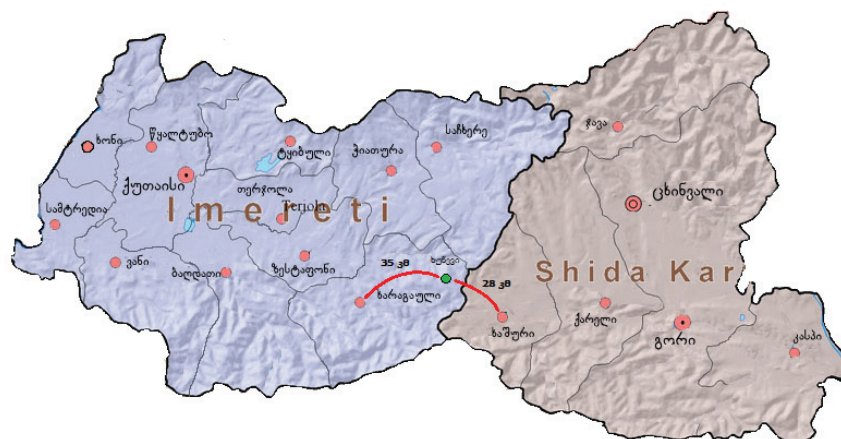 ჯავა
ხონი
წყალტუბო
ტყიბული
ჭიათურა
საჩხერე
ქუთაისი
თერჯოლა
Terjola
ცხინვალი
სამტრედია
Imereti
ვანი
ბაღდათი
ზესტაფონი
35 კმ
ხუნევი
28 კმ
Shida Kar
ხარაგაული
ხაშური
ქარელი
გორი
კასპი